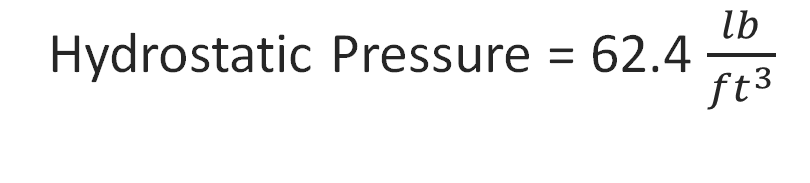 Hydrostatic Pressure = 62.4 lb/ft³